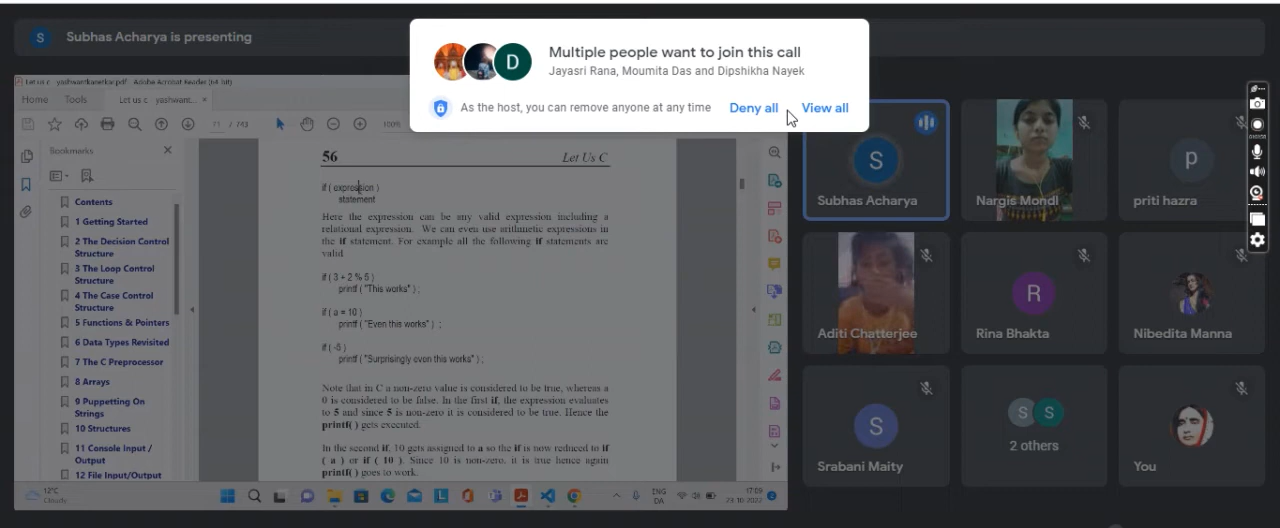 S
Subhas Acharya is presenting
D
Multiple people want to join this call
Jayasri Rana, Moumita Das and Dipshikha Nayek
As the host, you can remove anyone at any time
Deny all
View all
Let us c
Adobe Acrobat Reader (64-bit)
Home
Tools
Let us c - yashwant...
71 / 743
100%
Bookmarks
Contents
1 Getting Started
2 The Decision Control
Structure
3 The Loop Control
Structure
4 The Case Control
Structure
5 Functions & Pointers
6 Data Types Revisited
7 The C Preprocessor
8 Arrays
9 Puppetting On
Strings
10 Structures
11 Console Input /
Output
12 File Input/Output
56
Let Us C
if ( expression )
statement
Here the expression can be any valid expression including a
relational expression. We can even use arithmetic expressions in
the if statement. For example all the following if statements are
valid
if ( 3 + 2 % 5 )
printf ( "This works" ) ;
if ( a = 10 )
printf ( "Even this works" ) ;
if ( -5 )
printf ( "Surprisingly even this works" ) ;
Note that in C a non-zero value is considered to be true, whereas a
0 is considered to be false. In the first if, the expression evaluates
to 5 and since 5 is non-zero it is considered to be true. Hence the
printf( ) gets executed.
In the second if, 10 gets assigned to a so the if is now reduced to if
( a ) or if ( 10 ). Since 10 is non-zero, it is true hence again
printf( ) goes to work.
12°C
Cloudy
ENG
DA
17:09
23-10-2022
S
Subhas Acharya
Nargis Mondl
p
priti hazra
Aditi Chatterjee
R
Rina Bhakta
Nibedita Manna
S
Srabani Maity
S
S
2 others
You